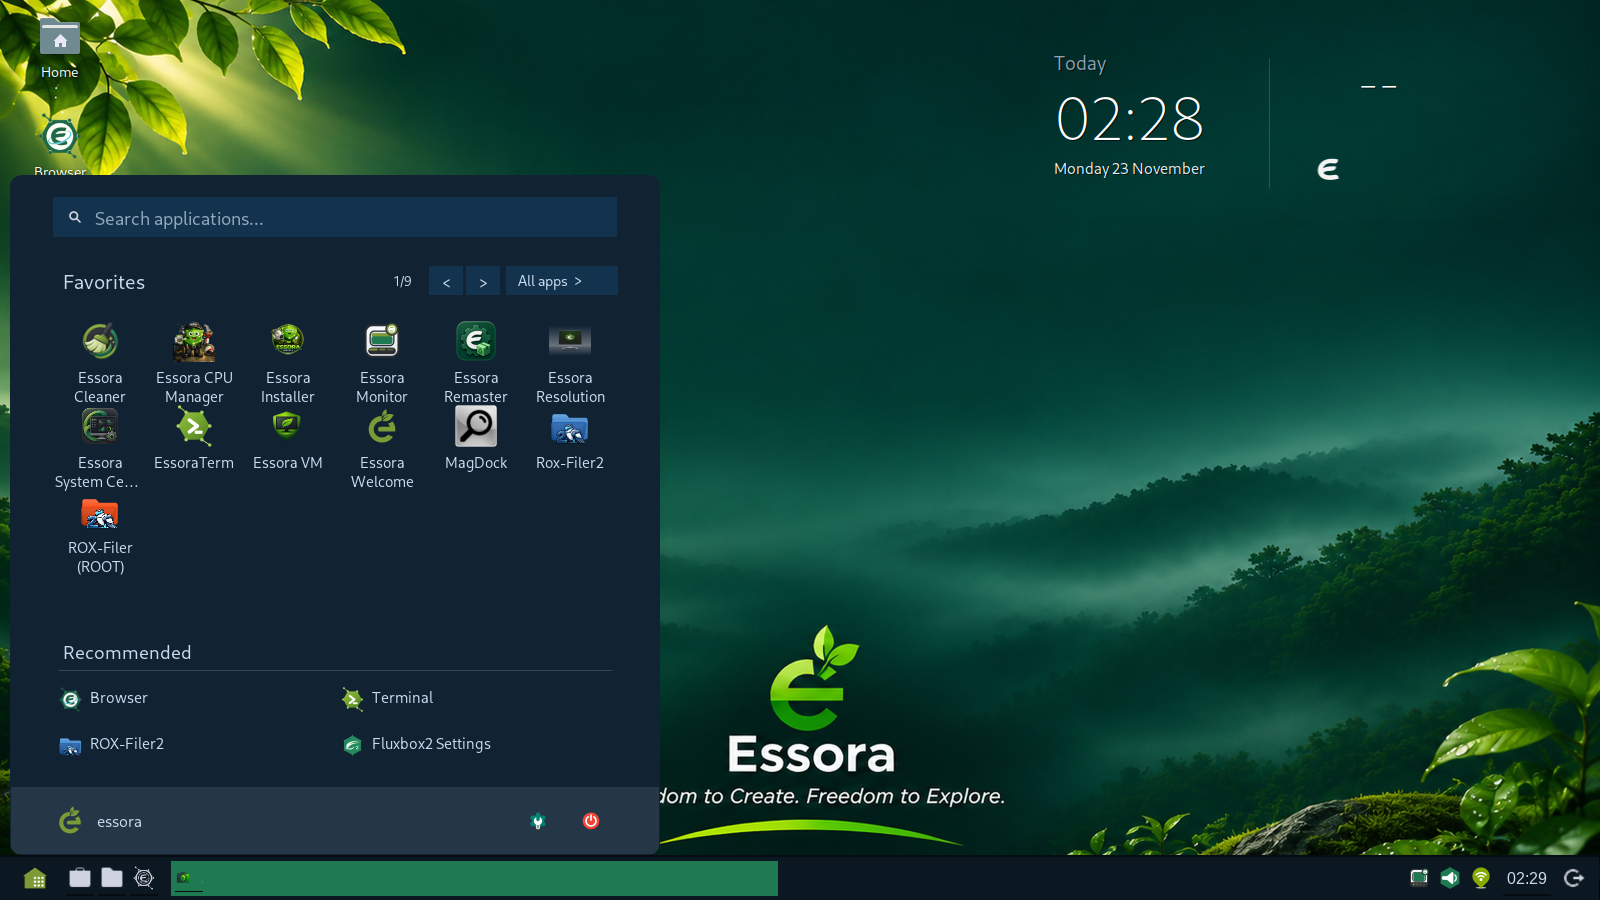 Home
Browser
Today
02:28
Monday 23 November
Search applications...
Favorites
1/9
<
>
All apps >
Essora Cleaner
Essora CPU Manager
Essora Installer
Essora Monitor
Essora Remaster
Essora Resolution
Essora System Ce...
EssoraTerm
Essora VM
Essora Welcome
MagDock
Rox-Filer2
ROX-Filer (ROOT)
Recommended
Browser
Terminal
ROX-Filer2
Fluxbox2 Settings
essora
Essora
dom to Create. Freedom to Explore.
02:29